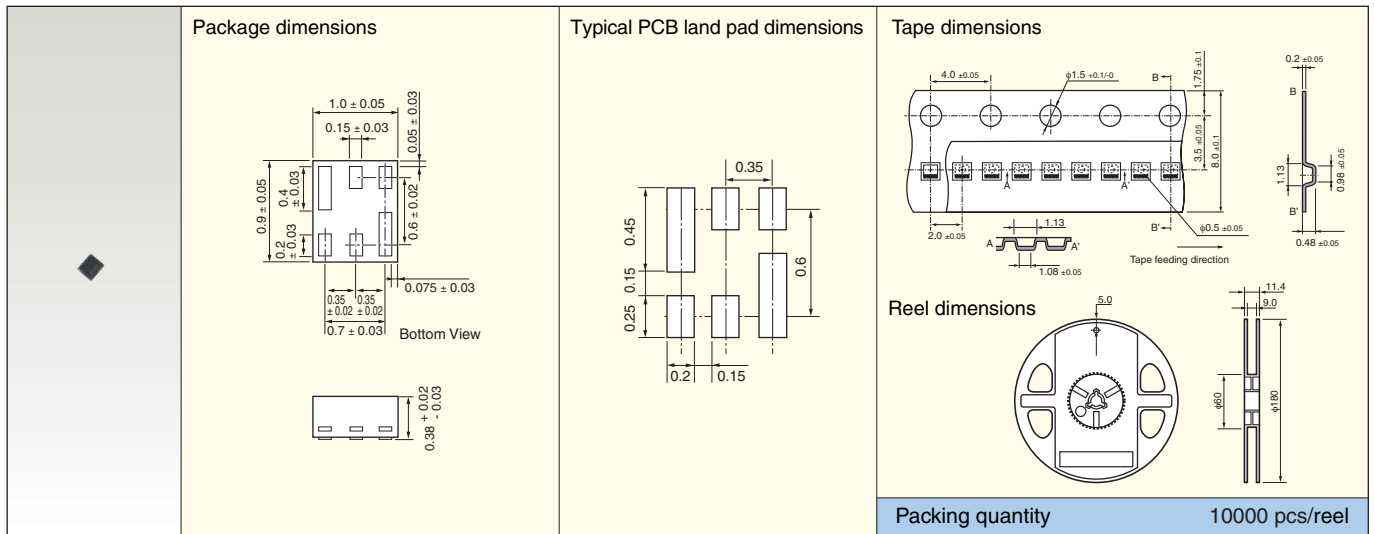 Package dimensions
1.0 ± 0.05
0.15 ± 0.03
0.05 ± 0.03
0.9 ± 0.05
0.4
± 0.03
0.2
± 0.03
0.6 ± 0.02
0.075 ± 0.03
0.35
± 0.02
0.35
± 0.02
0.7 ± 0.03
Bottom View
0.38 + 0.02
- 0.03
Typical PCB land pad dimensions
0.35
0.45
0.15
0.25
0.6
0.2
0.15
Tape dimensions
4.0 ±0.05
φ1.5 +0.1/-0
B
1.75 ±0.1
3.5 ±0.05
8.0 ±0.1
A
A'
2.0 ±0.05
1.13
B'
φ0.5 ±0.05
A
A'
1.08 ±0.05
Tape feeding direction
0.2 ±0.05
B
1.13
0.98 ±0.05
B'
0.48 ±0.05
Reel dimensions
5.0
11.4
9.0
φ60
φ180
Packing quantity 10000 pcs/reel